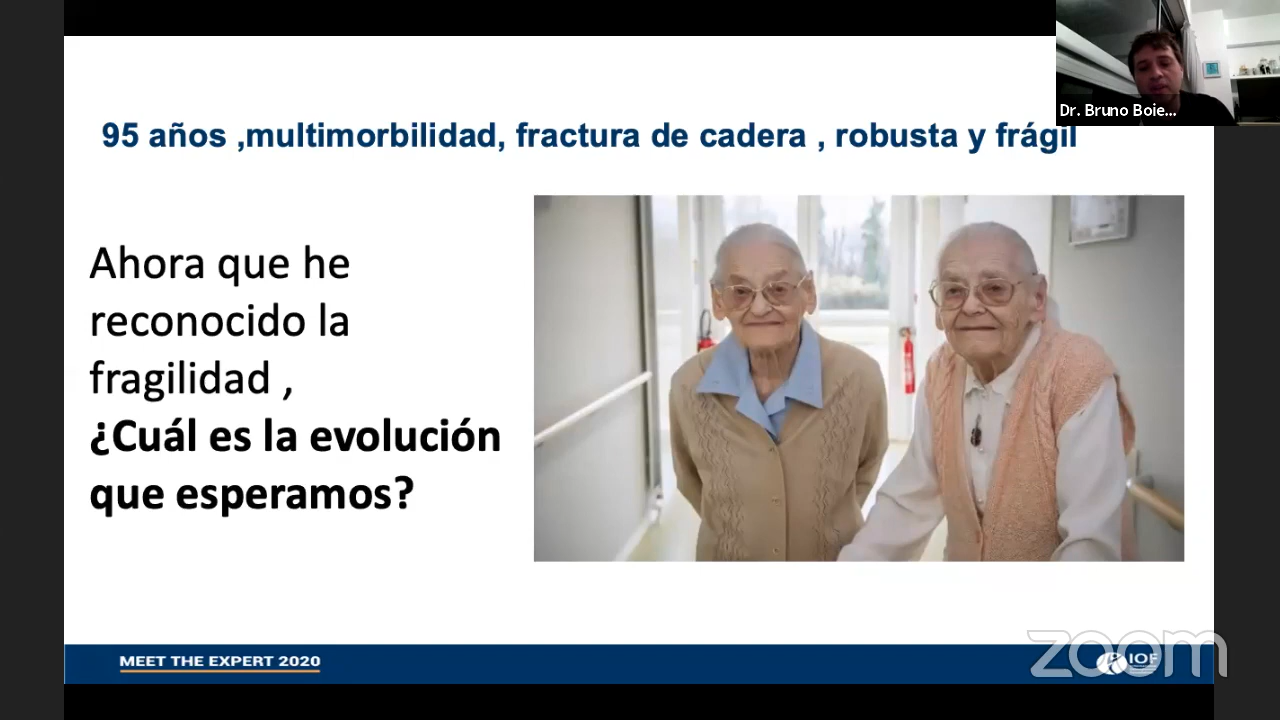 Dr. Bruno Boie...
95 años ,multimorbilidad, fractura de cadera , robusta y frágil
Ahora que he
reconocido la
fragilidad ,
¿Cuál es la evolución
que esperamos?
MEET THE EXPERT 2020
IOF
zoom